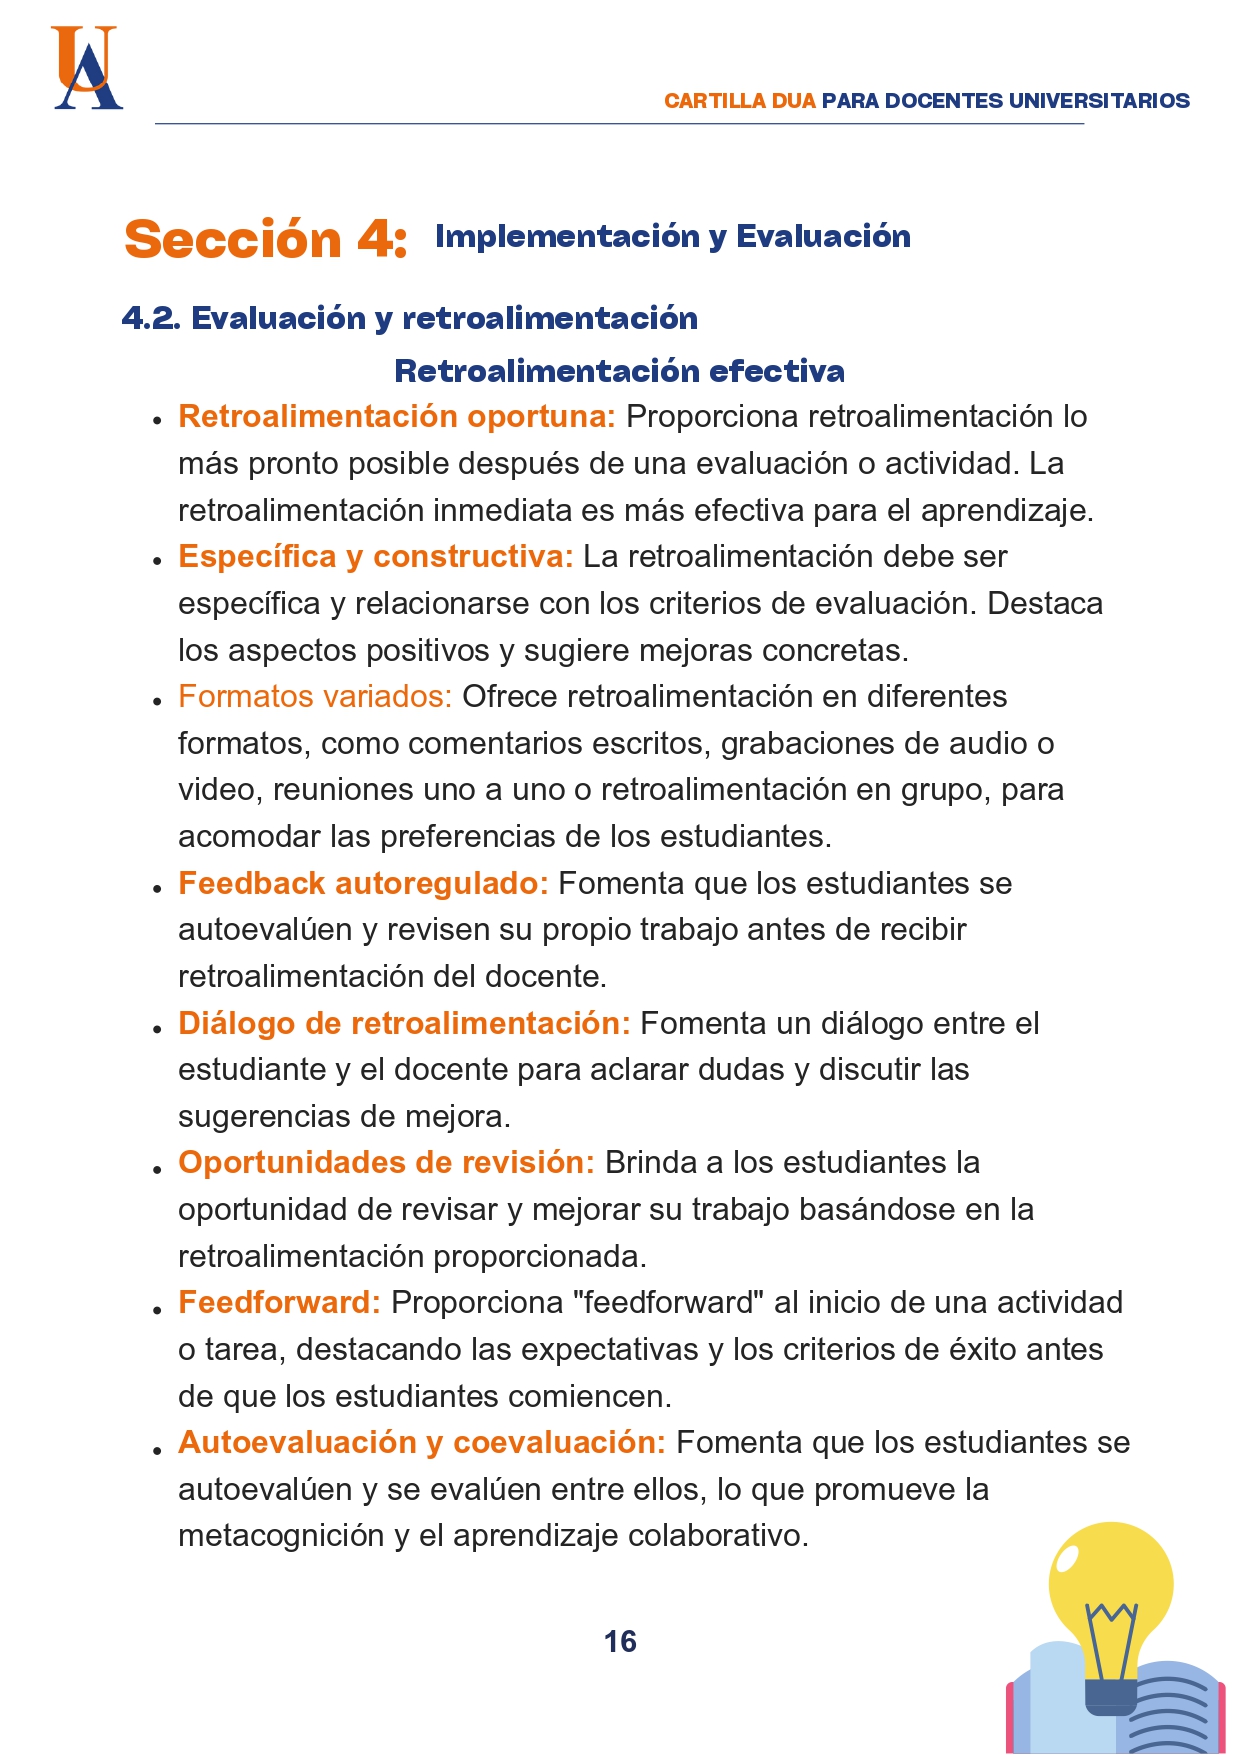 UA
CARTILLA DUA PARA DOCENTES UNIVERSITARIOS
Sección 4: Implementación y Evaluación
4.2. Evaluación y retroalimentación
Retroalimentación efectiva
• Retroalimentación oportuna: Proporciona retroalimentación lo
más pronto posible después de una evaluación o actividad. La
retroalimentación inmediata es más efectiva para el aprendizaje.
• Específica y constructiva: La retroalimentación debe ser
específica y relacionarse con los criterios de evaluación. Destaca
los aspectos positivos y sugiere mejoras concretas.
• Formatos variados: Ofrece retroalimentación en diferentes
formatos, como comentarios escritos, grabaciones de audio o
video, reuniones uno a uno o retroalimentación en grupo, para
acomodar las preferencias de los estudiantes.
• Feedback autoregulado: Fomenta que los estudiantes se
autoevalúen y revisen su propio trabajo antes de recibir
retroalimentación del docente.
• Diálogo de retroalimentación: Fomenta un diálogo entre el
estudiante y el docente para aclarar dudas y discutir las
sugerencias de mejora.
• Oportunidades de revisión: Brinda a los estudiantes la
oportunidad de revisar y mejorar su trabajo basándose en la
retroalimentación proporcionada.
• Feedforward: Proporciona "feedforward" al inicio de una actividad
o tarea, destacando las expectativas y los criterios de éxito antes
de que los estudiantes comiencen.
• Autoevaluación y coevaluación: Fomenta que los estudiantes se
autoevalúen y se evalúen entre ellos, lo que promueve la
metacognición y el aprendizaje colaborativo.
16